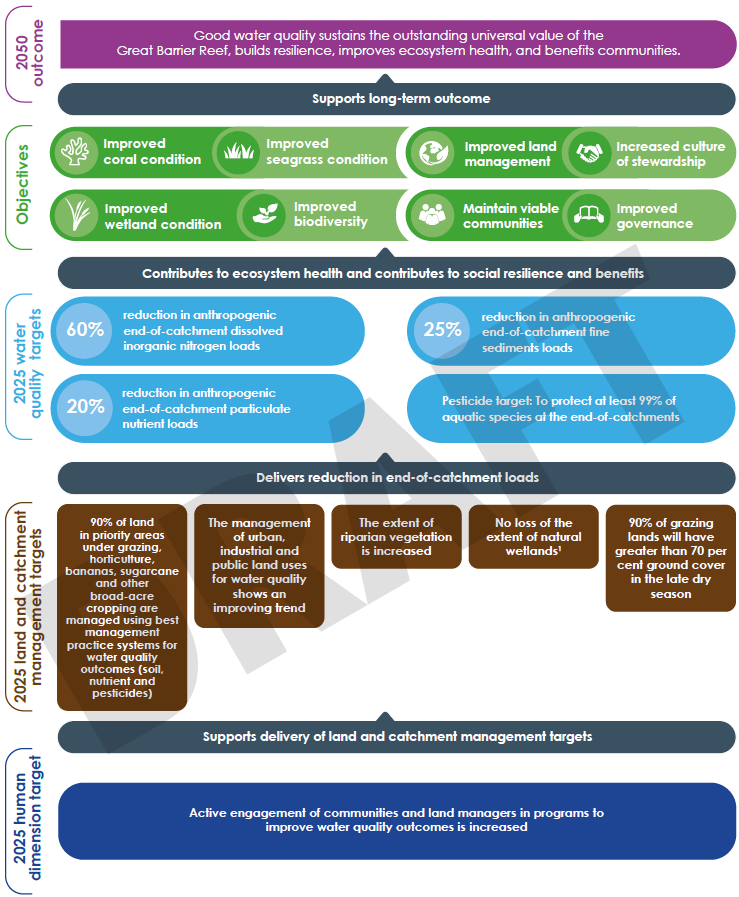 2050
outcome
Good water quality sustains the outstanding universal value of the
Great Barrier Reef, builds resilience, improves ecosystem health, and benefits communities.
Supports long-term outcome
Objectives
Improved
coral condition
Improved
seagrass condition
Improved land
management
Increased culture
of stewardship
Improved
wetland condition
Improved
biodiversity
Maintain viable
communities
Improved
governance
Contributes to ecosystem health and contributes to social resilience and benefits
2025 water
quality targets
60%
reduction in anthropogenic
end-of-catchment dissolved
inorganic nitrogen loads
25%
reduction in anthropogenic
end-of-catchment fine
sediments loads
20%
reduction in anthropogenic
end-of-catchment particulate
nutrient loads
Pesticide target: To protect at least 99% of
aquatic species at the end-of-catchments
Delivers reduction in end-of-catchment loads
2025 land and catchment
management targets
90% of land
in priority areas
under grazing,
horticulture,
bananas, sugarcane
and other
broad-acre
cropping are
managed using best
management
practice systems for
water quality
outcomes (soil,
nutrient and
pesticides)
The management
of urban,
industrial and
public land uses
for water quality
shows an
improving trend
The extent of
riparian vegetation
is increased
No loss of the
extent of natural
wetlands¹
90% of grazing
lands will have
greater than 70 per
cent ground cover
in the late dry
season
Supports delivery of land and catchment management targets
2025 human
dimension target
Active engagement of communities and land managers in programs to
improve water quality outcomes is increased
DRAFT